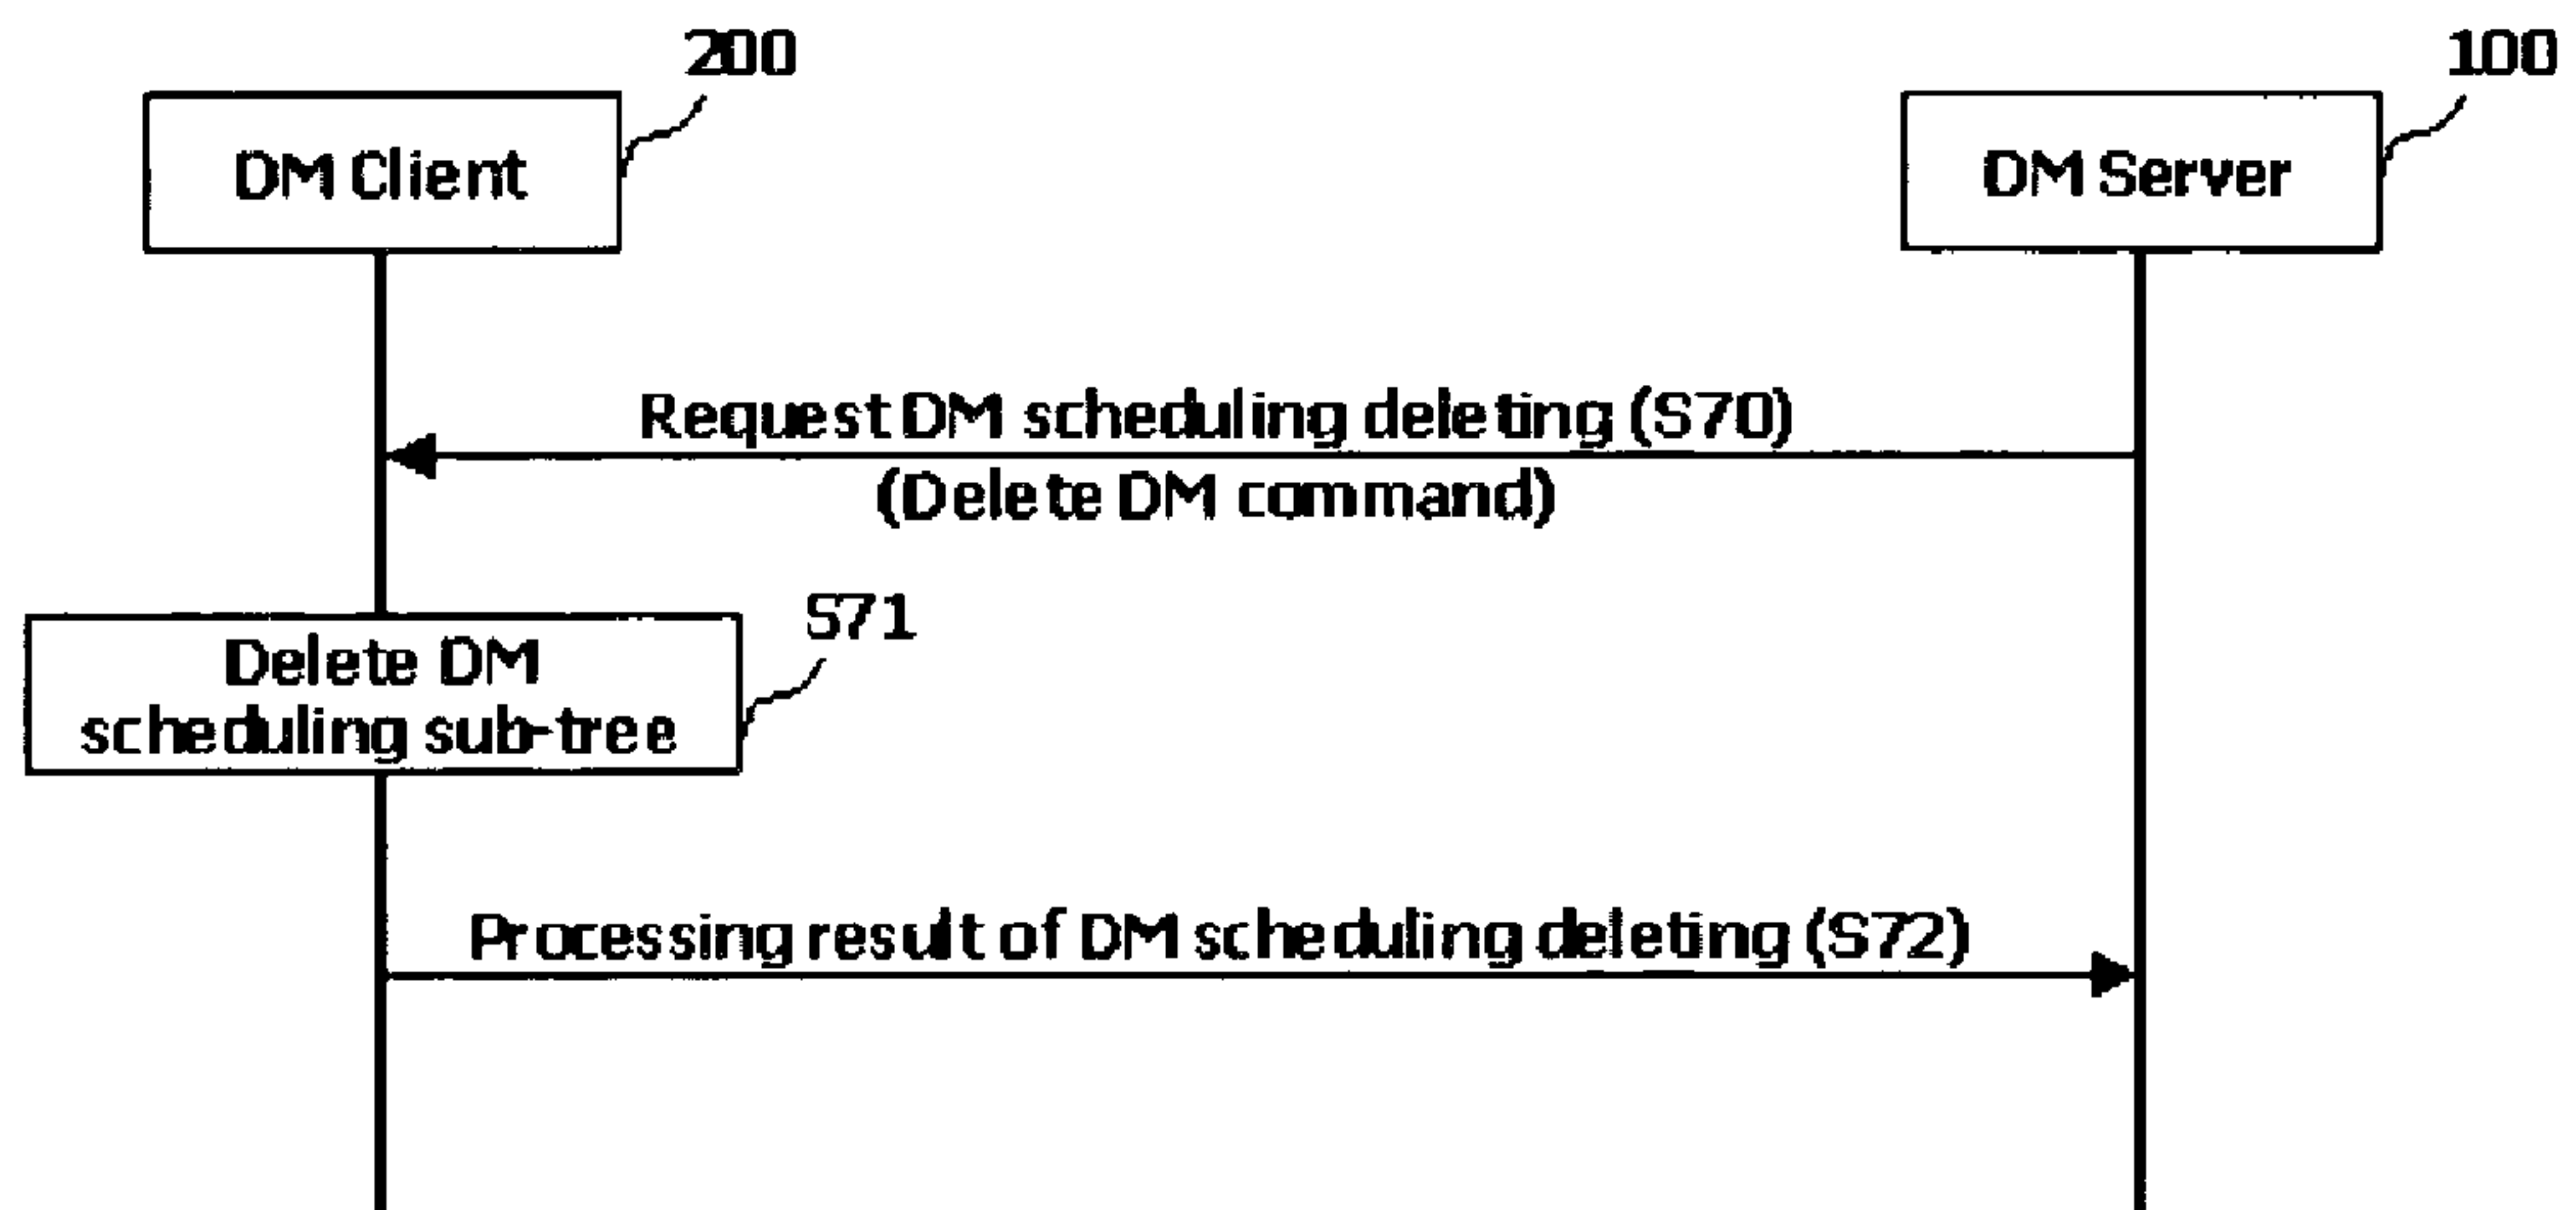 200
100
DM Client
DM Server
Request DM scheduling deleting (S70)
(Delete DM command)
S71
Delete DM
scheduling sub-tree
Processing result of DM scheduling deleting (S72)